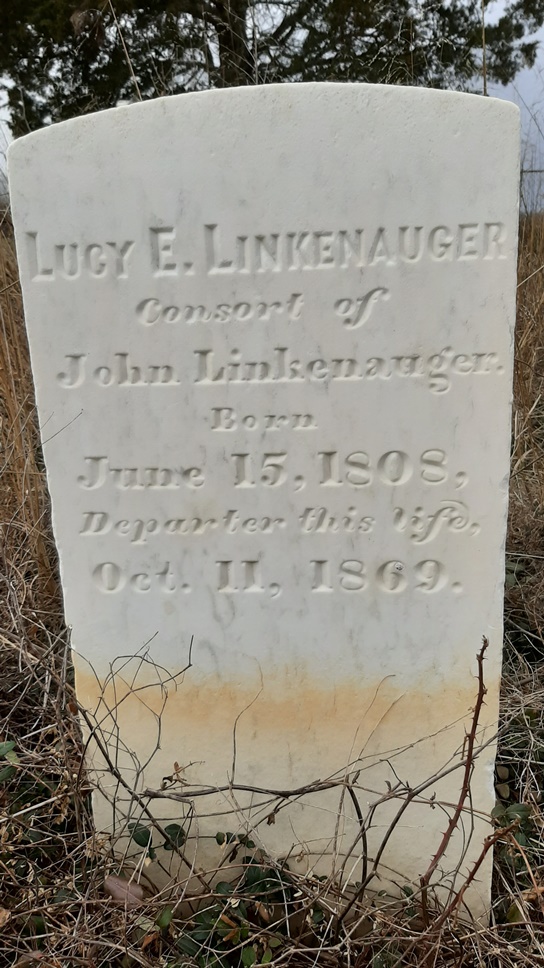 LUCY E. LINKENAUGER
Consort of
John Linkenauger.
Born
June 15, 1808,
Departer this life,
Oct. 11, 1869.